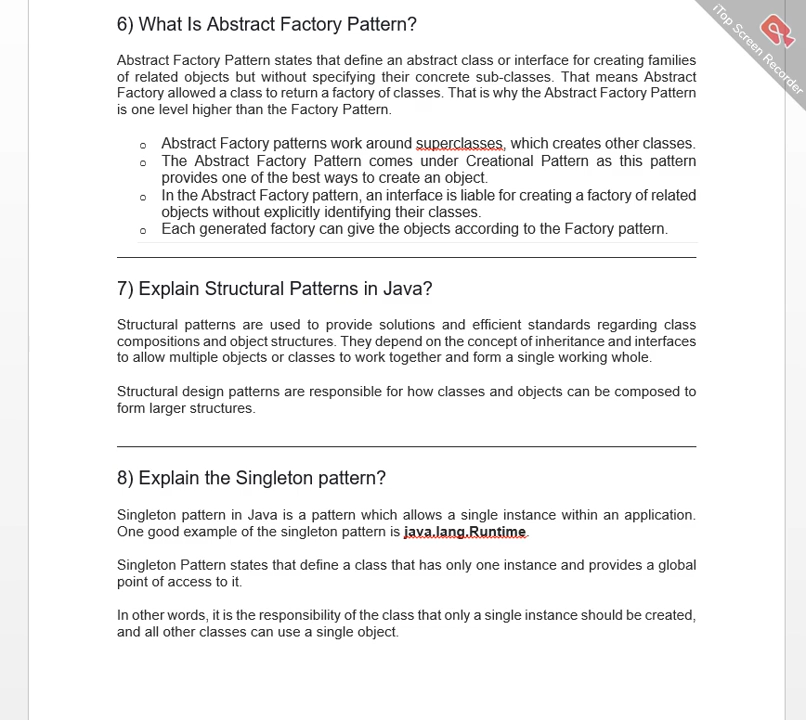 6) What Is Abstract Factory Pattern?
Abstract Factory Pattern states that define an abstract class or interface for creating families
of related objects but without specifying their concrete sub-classes. That means Abstract
Factory allowed a class to return a factory of classes. That is why the Abstract Factory Pattern
is one level higher than the Factory Pattern.
o Abstract Factory patterns work around superclasses, which creates other classes.
o The Abstract Factory Pattern comes under Creational Pattern as this pattern
provides one of the best ways to create an object.
o In the Abstract Factory pattern, an interface is liable for creating a factory of related
objects without explicitly identifying their classes.
o Each generated factory can give the objects according to the Factory pattern.
7) Explain Structural Patterns in Java?
Structural patterns are used to provide solutions and efficient standards regarding class
compositions and object structures. They depend on the concept of inheritance and interfaces
to allow multiple objects or classes to work together and form a single working whole.
Structural design patterns are responsible for how classes and objects can be composed to
form larger structures.
8) Explain the Singleton pattern?
Singleton pattern in Java is a pattern which allows a single instance within an application.
One good example of the singleton pattern is java.lang.Runtime.
Singleton Pattern states that define a class that has only one instance and provides a global
point of access to it.
In other words, it is the responsibility of the class that only a single instance should be created,
and all other classes can use a single object.
iTop Screen Recorder